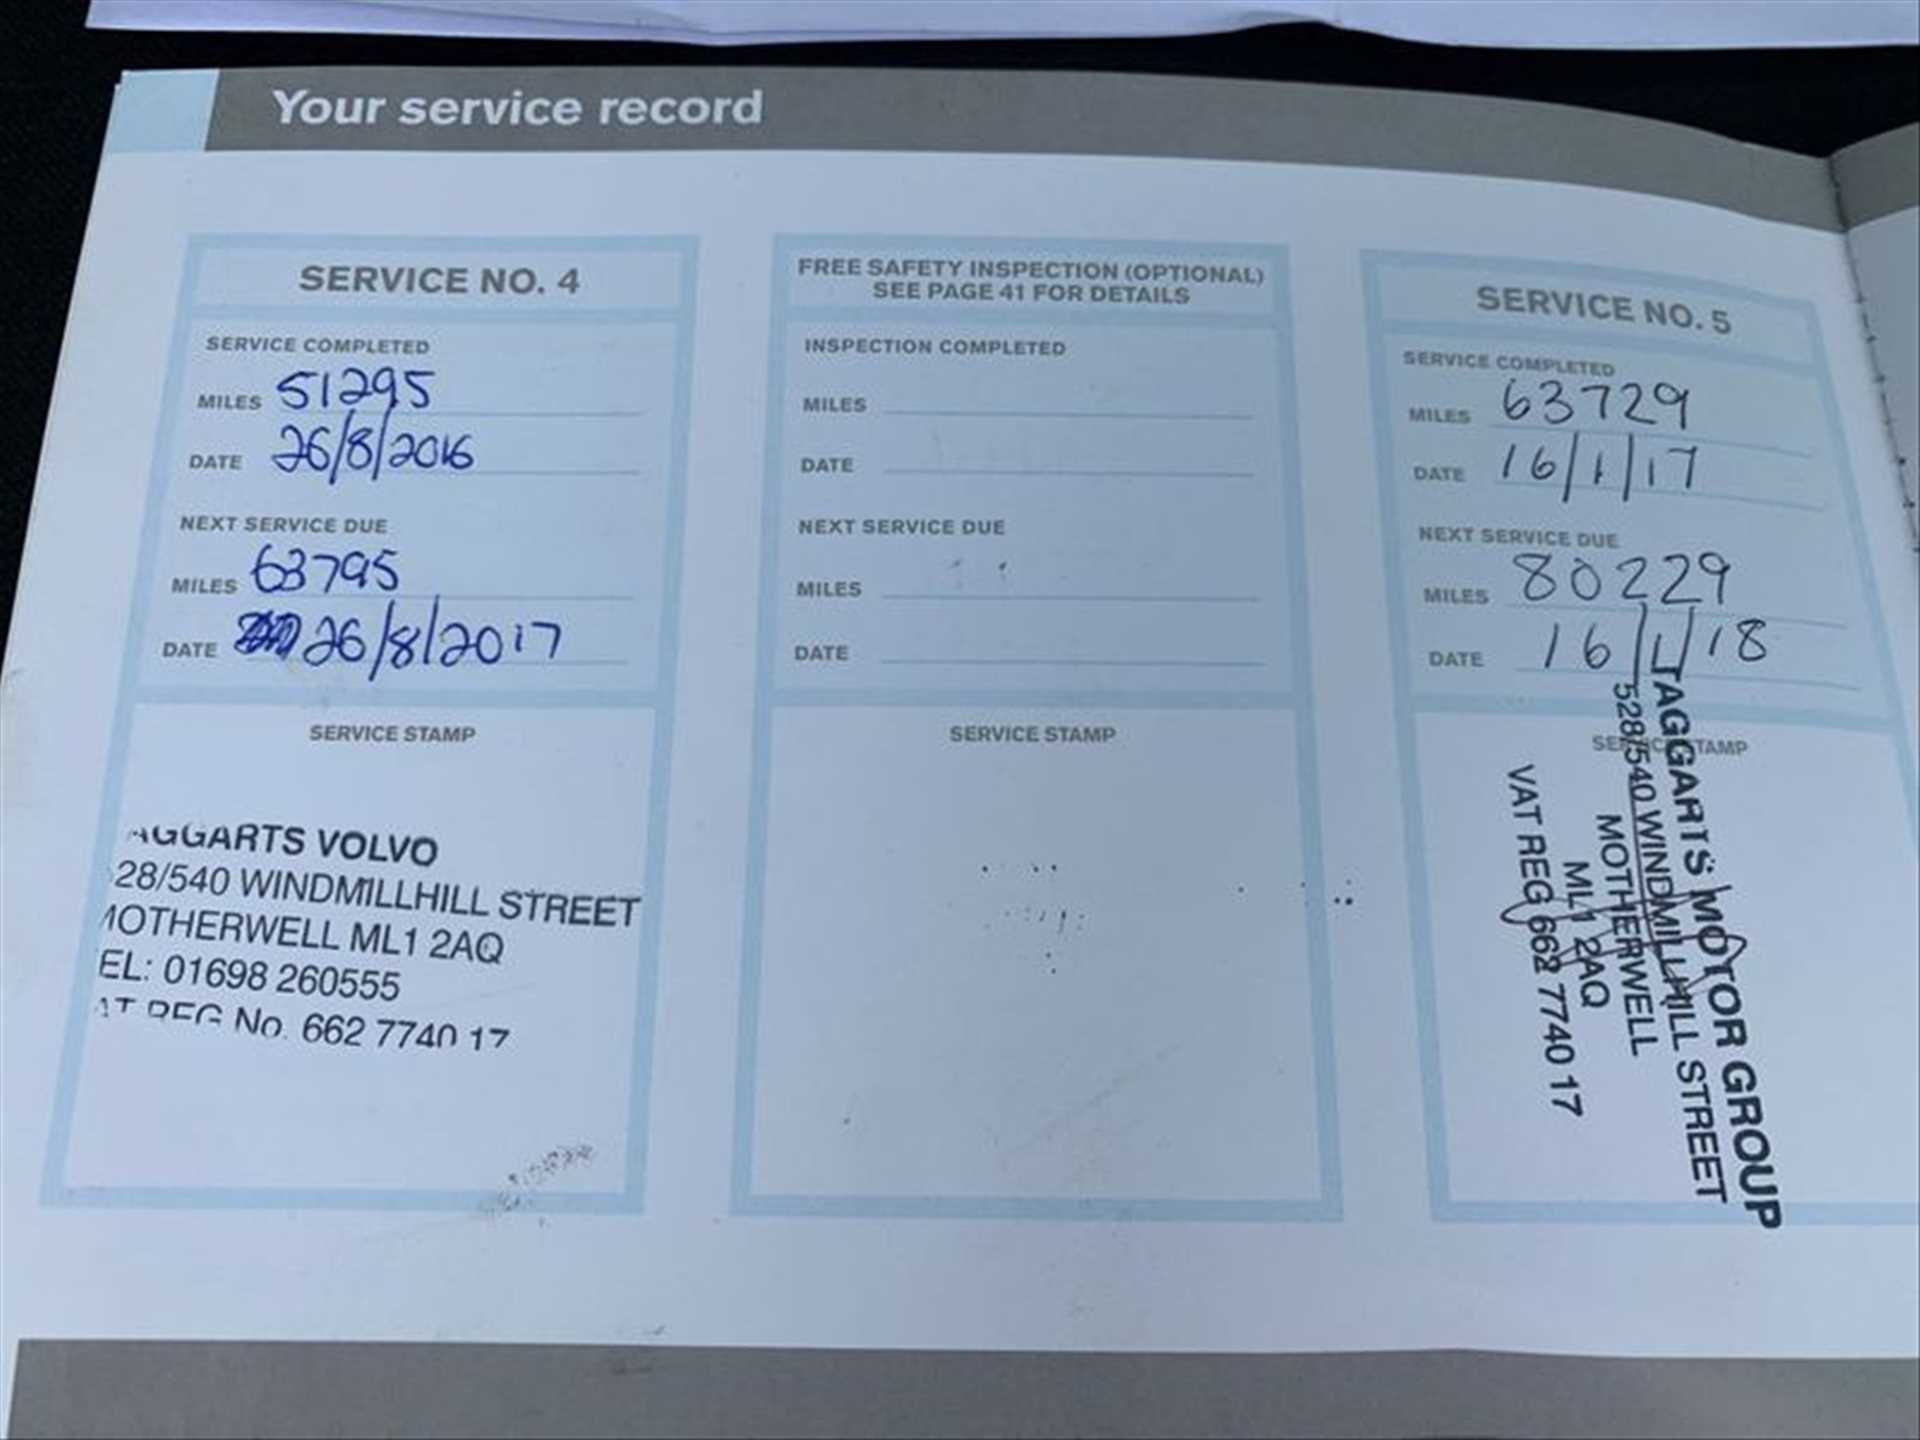 Your service record
SERVICE NO. 4
SERVICE COMPLETED
MILES 51295
DATE 26/8/2016
NEXT SERVICE DUE
MILES 63795
DATE 26/8/2017
SERVICE STAMP
AGGARTS VOLVO
28/540 WINDMILLHILL STREET
MOTHERWELL ML1 2AQ
EL: 01698 260555
AT REG No. 662 7740 17
FREE SAFETY INSPECTION (OPTIONAL)
SEE PAGE 41 FOR DETAILS
INSPECTION COMPLETED
MILES
DATE
NEXT SERVICE DUE
MILES
DATE
SERVICE STAMP
SERVICE NO. 5
SERVICE COMPLETED
MILES 63729
DATE 16/1/17
NEXT SERVICE DUE
MILES 80229
DATE 16/1/18
SERVICE STAMP
TAGGARTS MOTOR GROUP
528/540 WINDMILLHILL STREET
MOTHERWELL
ML1 2AQ
VAT REG 662 7740 17